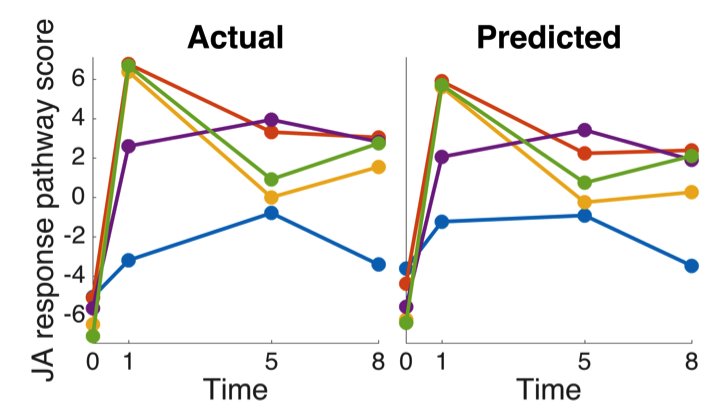 Actual
Predicted
JA response pathway score
6
4
2
0
-2
-4
-6
0 1 5 8
0 1 5 8
Time
Time